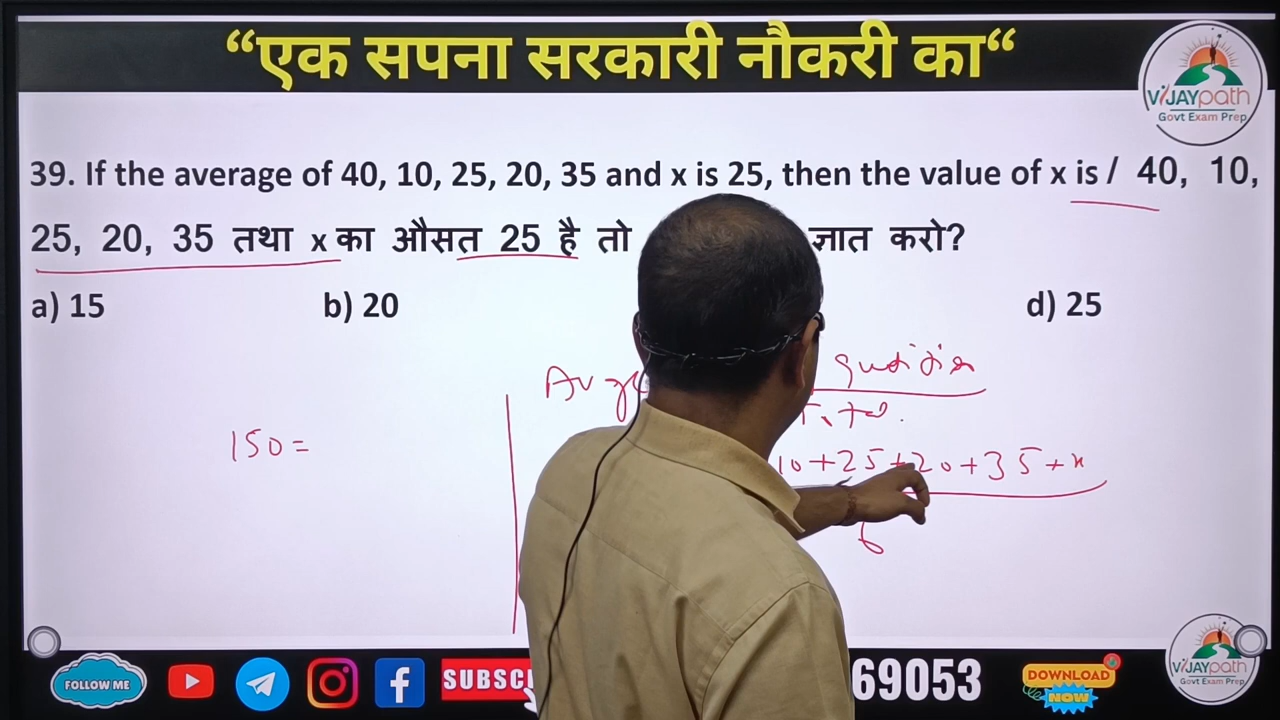 “एक सपना सरकारी नौकरी का“
VIJAYpath
Govt Exam Prep
39. If the average of 40, 10, 25, 20, 35 and x is 25, then the value of x is / 40, 10,
25, 20, 35 तथा x का औसत 25 है तो ज्ञात करो?
a) 15 b) 20 d) 25
150=
10+25+20+35+x
6
FOLLOW ME
69053
DOWNLOAD NOW
VIJAYpath
Govt Exam Prep